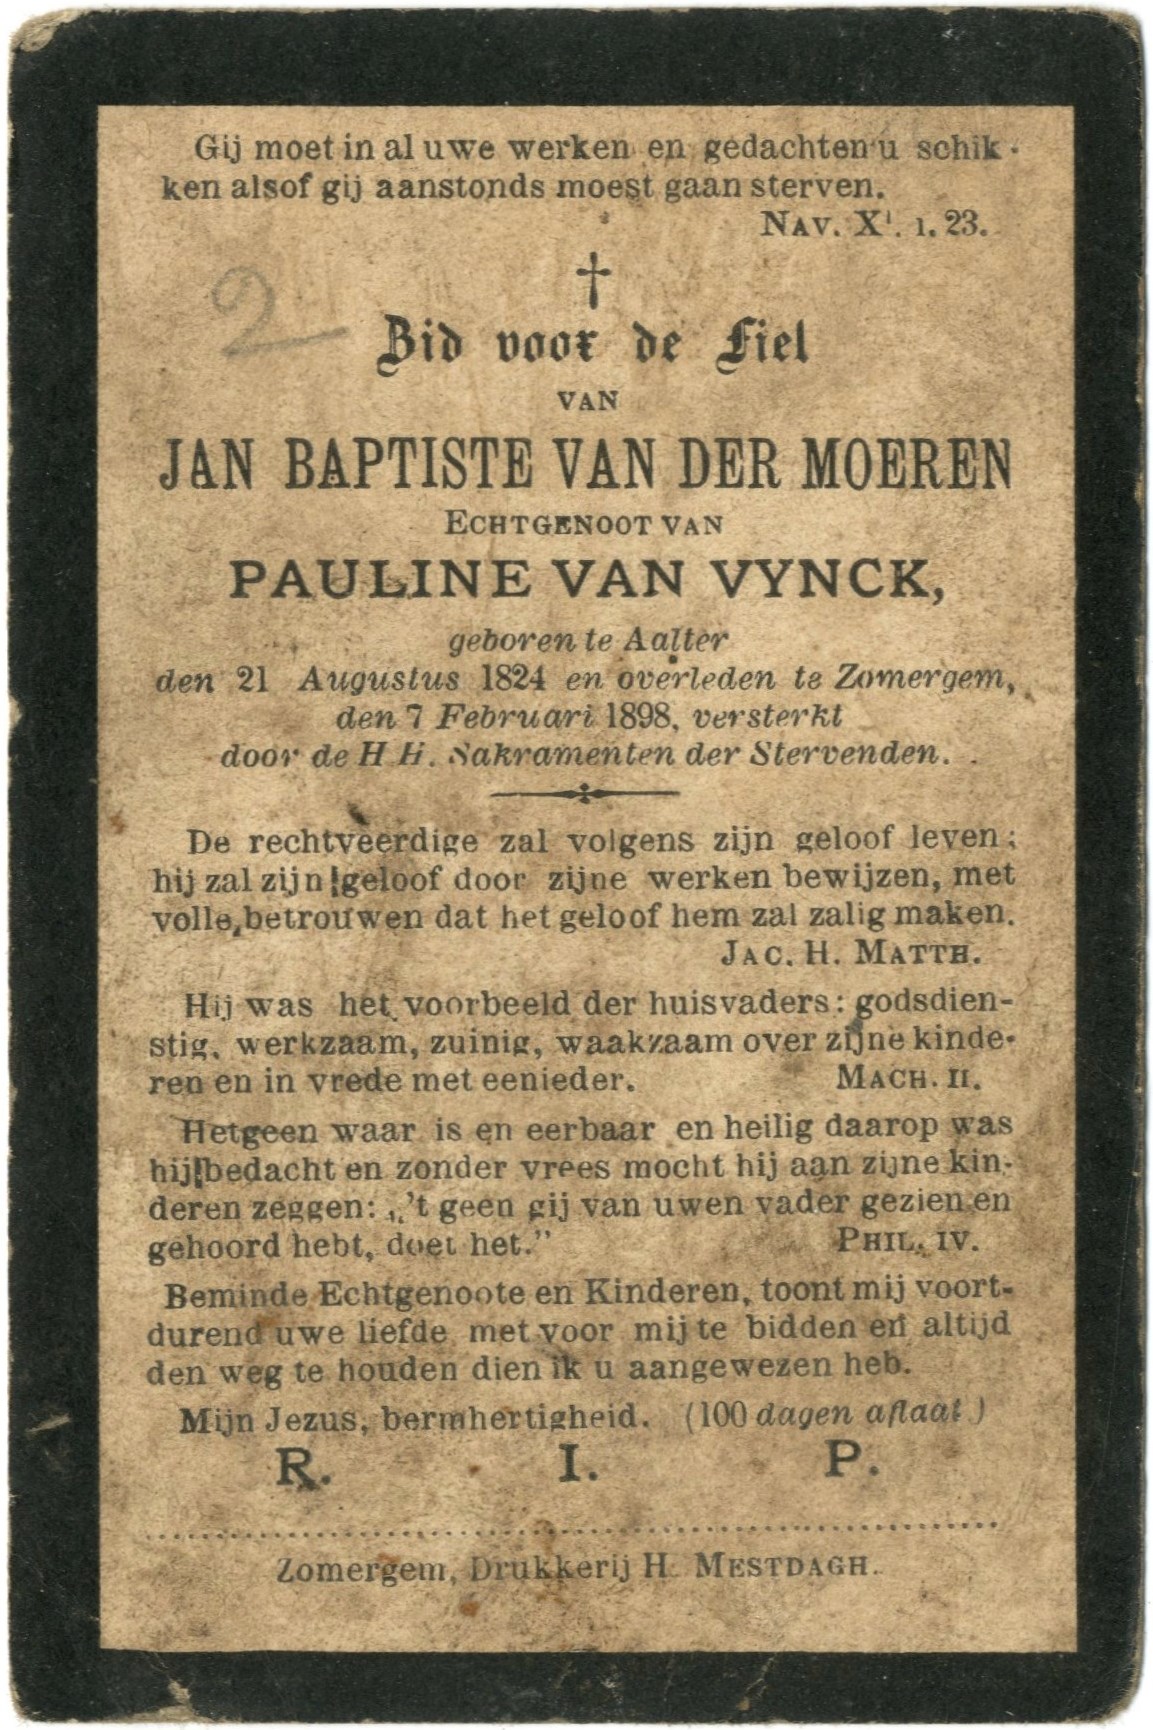 Gij moet in al uwe werken en gedachten u schik-
ken alsof gij aanstonds moest gaan sterven.
NAV. X¹. 1. 23.
†
2
Bid voor de Ziel
VAN
JAN BAPTISTE VAN DER MOEREN
ECHTGENOOT VAN
PAULINE VAN VYNCK,
geboren te Aalter
den 21 Augustus 1824 en overleden te Zomergem,
den 7 Februari 1898, versterkt
door de H H. Sakramenten der Stervenden.
De rechtveerdige zal volgens zijn geloof leven;
hij zal zijn geloof door zijne werken bewijzen, met
volle betrouwen dat het geloof hem zal zalig maken.
JAC. H. MATTH.
Hij was het voorbeeld der huisvaders: godsdien-
stig, werkzaam, zuinig, waakzaam over zijne kinde-
ren en in vrede met eenieder. MACH. II.
Hetgeen waar is en eerbaar en heilig daarop was
hij bedacht en zonder vrees mocht hij aan zijne kin-
deren zeggen: „'t geen gij van uwen vader gezien en
gehoord hebt, doet het.” PHIL. IV.
Beminde Echtgenoote en Kinderen, toont mij voort-
durend uwe liefde met voor mij te bidden en altijd
den weg te houden dien ik u aangewezen heb.
Mijn Jezus, bermhertigheid. (100 dagen aflaat)
R. I. P.
Zomergem, Drukkerij H. MESTDAGH.